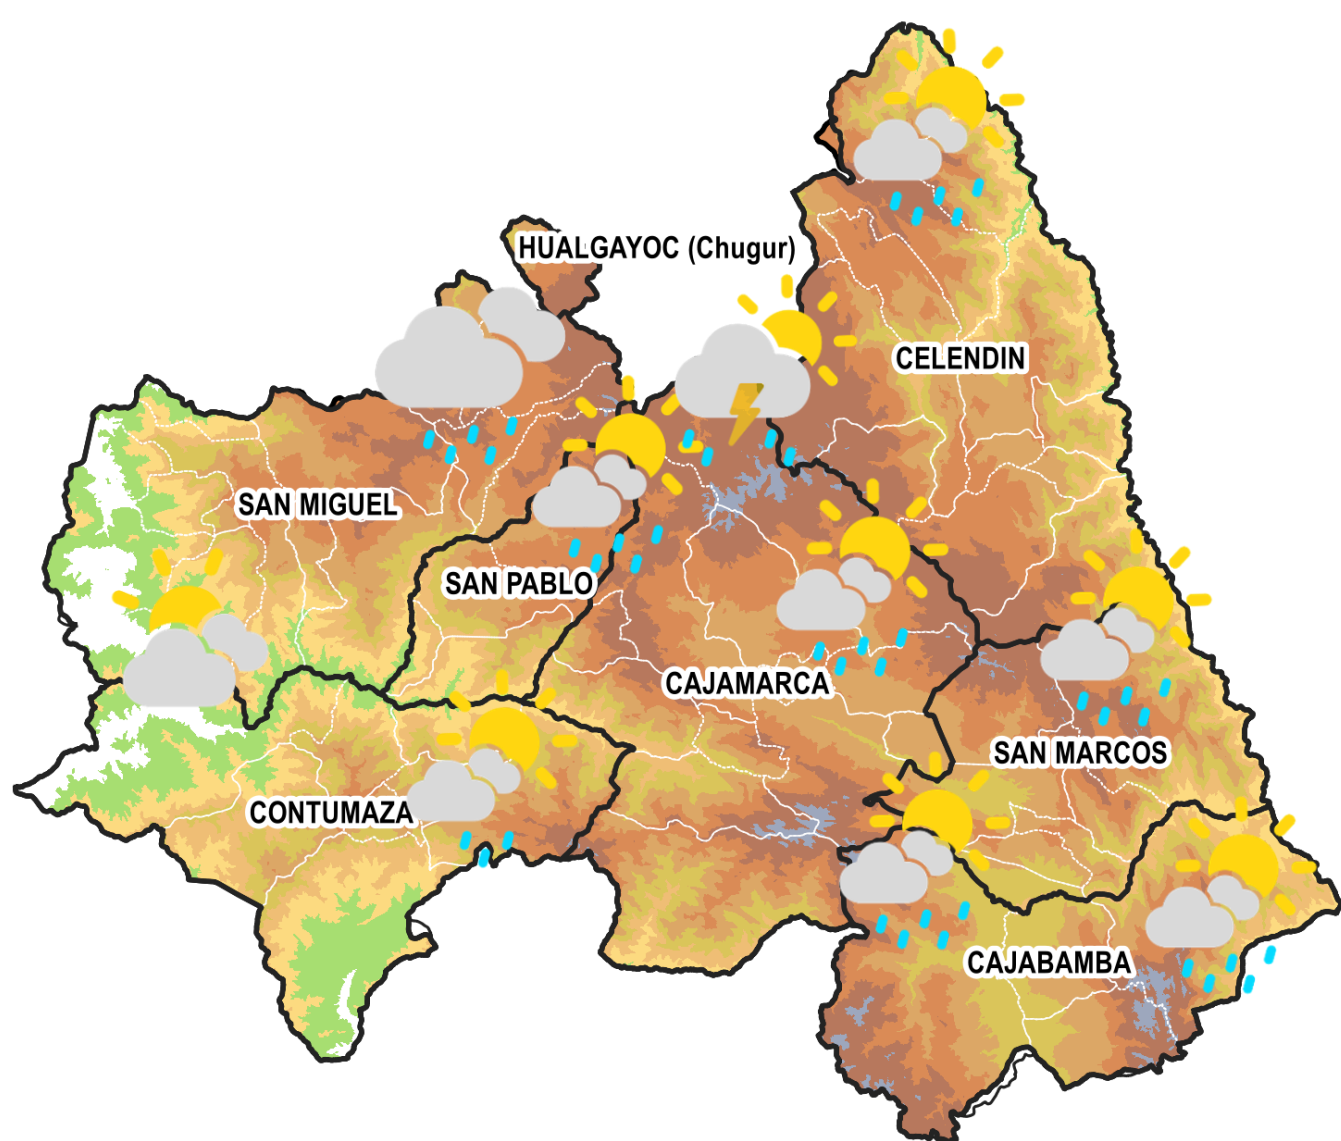 HUALGAYOC (Chugur)
CELENDIN
SAN MIGUEL
SAN PABLO
CAJAMARCA
SAN MARCOS
CONTUMAZA
CAJABAMBA